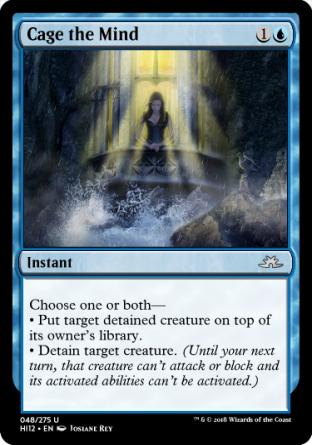 Cage the Mind 1
Instant
Choose one or both—
• Put target detained creature on top of
its owner's library.
• Detain target creature. (Until your next
turn, that creature can't attack or block and
its activated abilities can't be activated.)
048/275 U
HI12 • EN JOSIANE REY
™ & © 2018 Wizards of the Coast